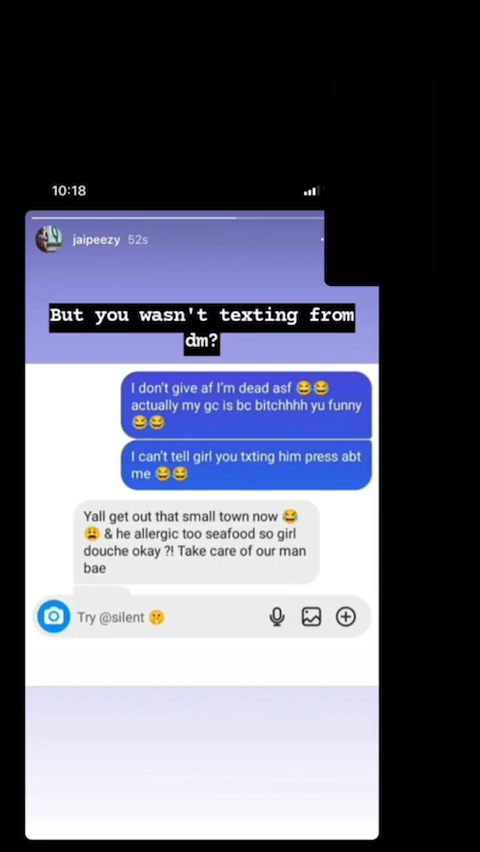 10:18
jaipeezy 52s
But you wasn't texting from
dm?
I don't give af I'm dead asf 😂😂
actually my gc is bc bitchhhh yu funny
😂😂
I can't tell girl you txting him press abt
me 😂😂
Yall get out that small town now 😂
😩 & he allergic too seafood so girl
douche okay ?! Take care of our man
bae
Try @silent 🤫